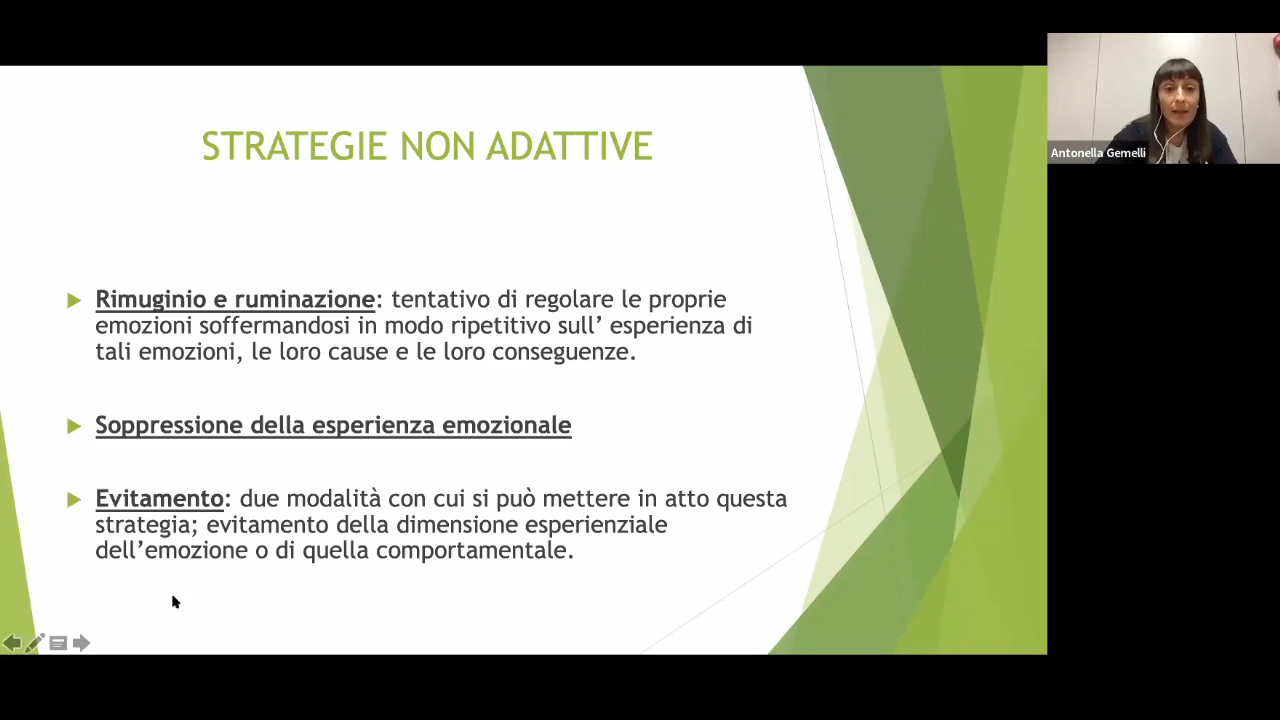 STRATEGIE NON ADATTIVE
Rimuginio e ruminazione: tentativo di regolare le proprie
emozioni soffermandosi in modo ripetitivo sull’ esperienza di
tali emozioni, le loro cause e le loro conseguenze.
Soppressione della esperienza emozionale
Evitamento: due modalità con cui si può mettere in atto questa
strategia; evitamento della dimensione esperienziale
dell’emozione o di quella comportamentale.
Antonella Gemelli